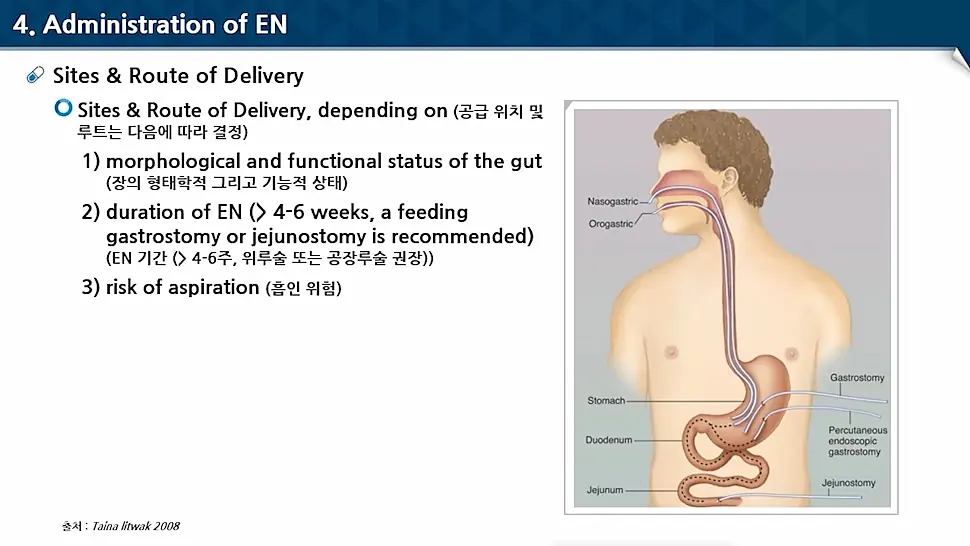 4. Administration of EN
Sites & Route of Delivery
Sites & Route of Delivery, depending on (공급 위치 및
루트는 다음에 따라 결정)
1) morphological and functional status of the gut
(장의 형태학적 그리고 기능적 상태)
2) duration of EN (> 4-6 weeks, a feeding
gastrostomy or jejunostomy is recommended)
(EN 기간 (> 4-6주, 위루술 또는 공장루술 권장))
3) risk of aspiration (흡인 위험)
Nasogastric
Orogastric
Stomach
Gastrostomy
Duodenum
Percutaneous
endoscopic
gastrostomy
Jejunum
Jejunostomy
출처 : Taina litwak 2008